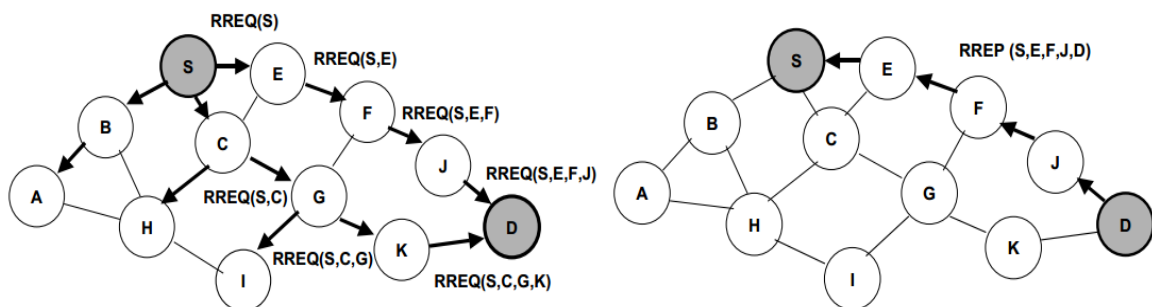 RREQ(S)
S
E
RREQ(S,E)
B
C
F
RREQ(S,E,F)
J
RREQ(S,E,F,J)
A
RREQ(S,C)
G
H
D
K
RREQ(S,C,G)
I
RREQ(S,C,G,K)
S
E
RREP (S,E,F,J,D)
B
C
F
J
A
G
H
D
K
I